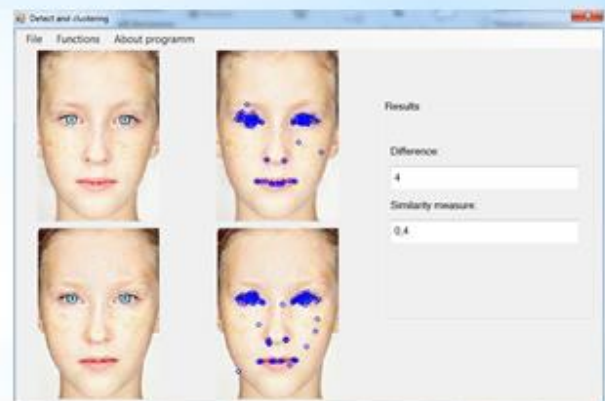 Detect and clustering
File Functions About programm
Results
Difference:
4
Similarity measure:
0,4